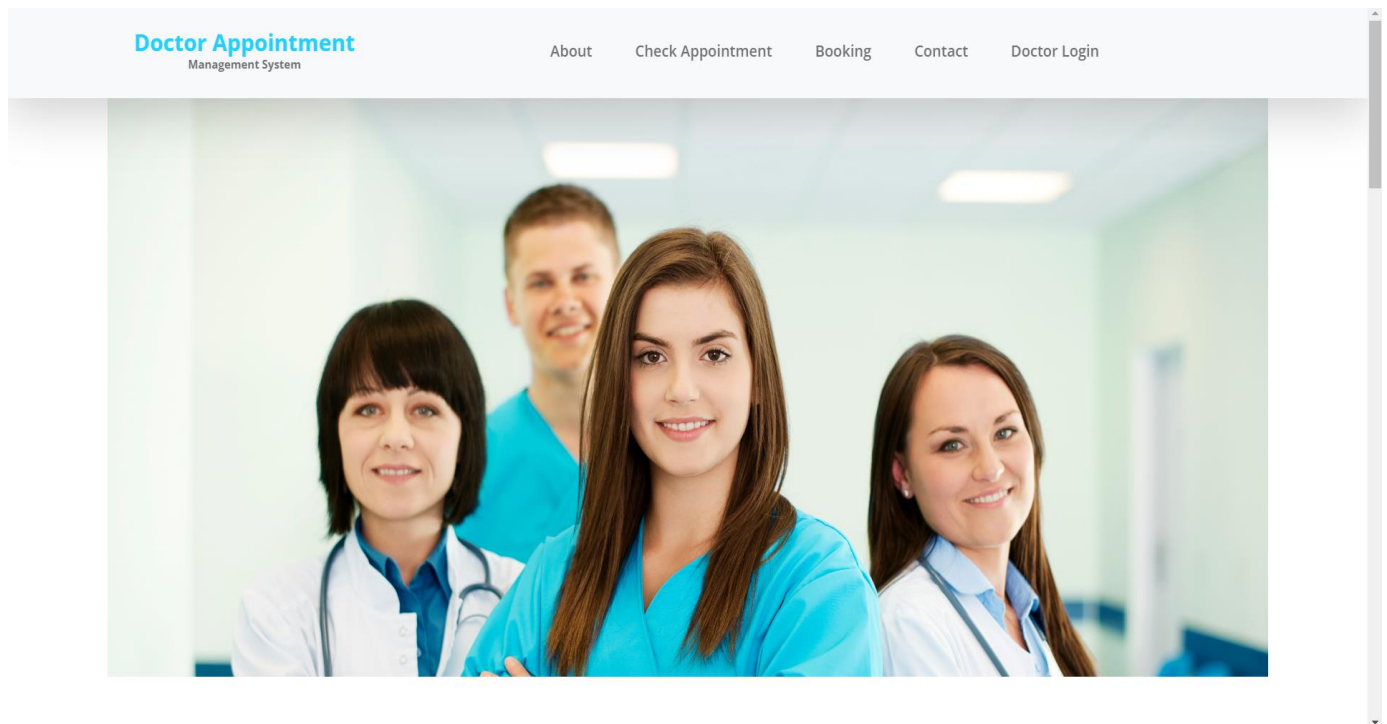 Doctor Appointment
Management System
About
Check Appointment
Booking
Contact
Doctor Login